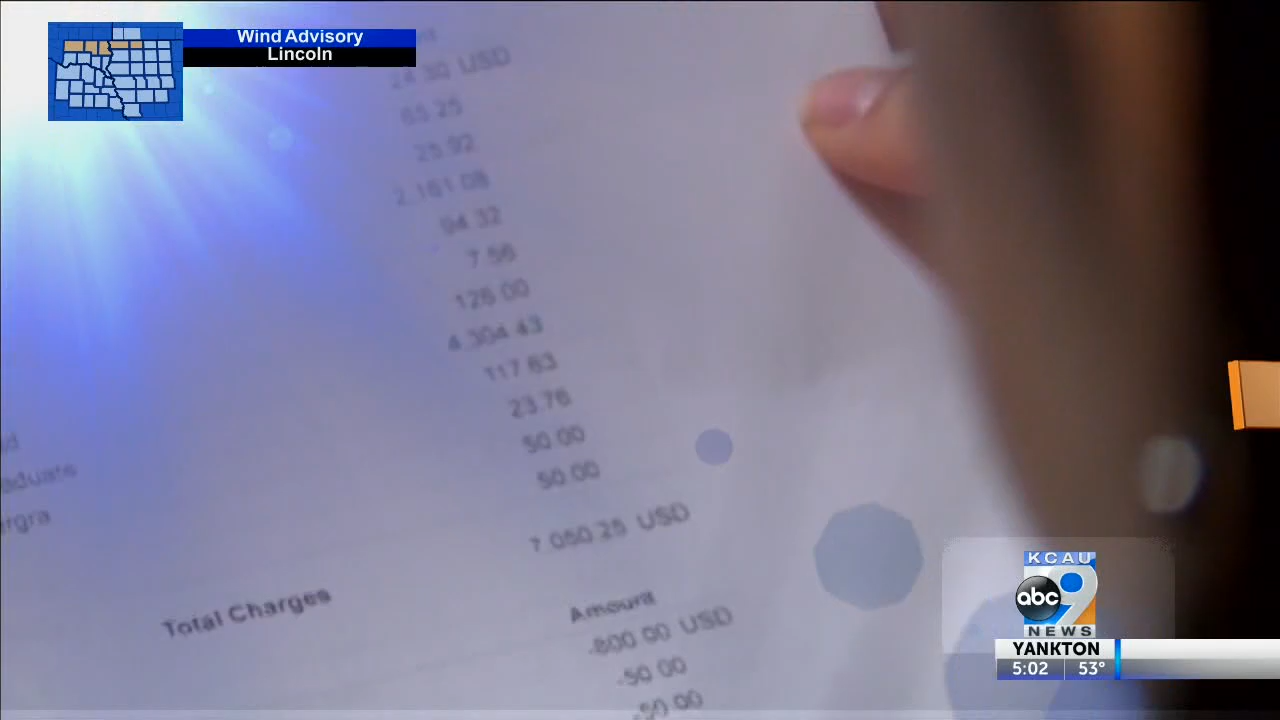 Wind Advisory
Lincoln
24.30 USD
65.25
25.92
2,161.08
94.32
7.56
126.00
4,304.43
117.63
23.76
50.00
50.00
7,050.25 USD
Total Charges
Amount
-800.00 USD
-50.00
-50.00
KCAU
abc 9
NEWS
YANKTON
5:02 53°